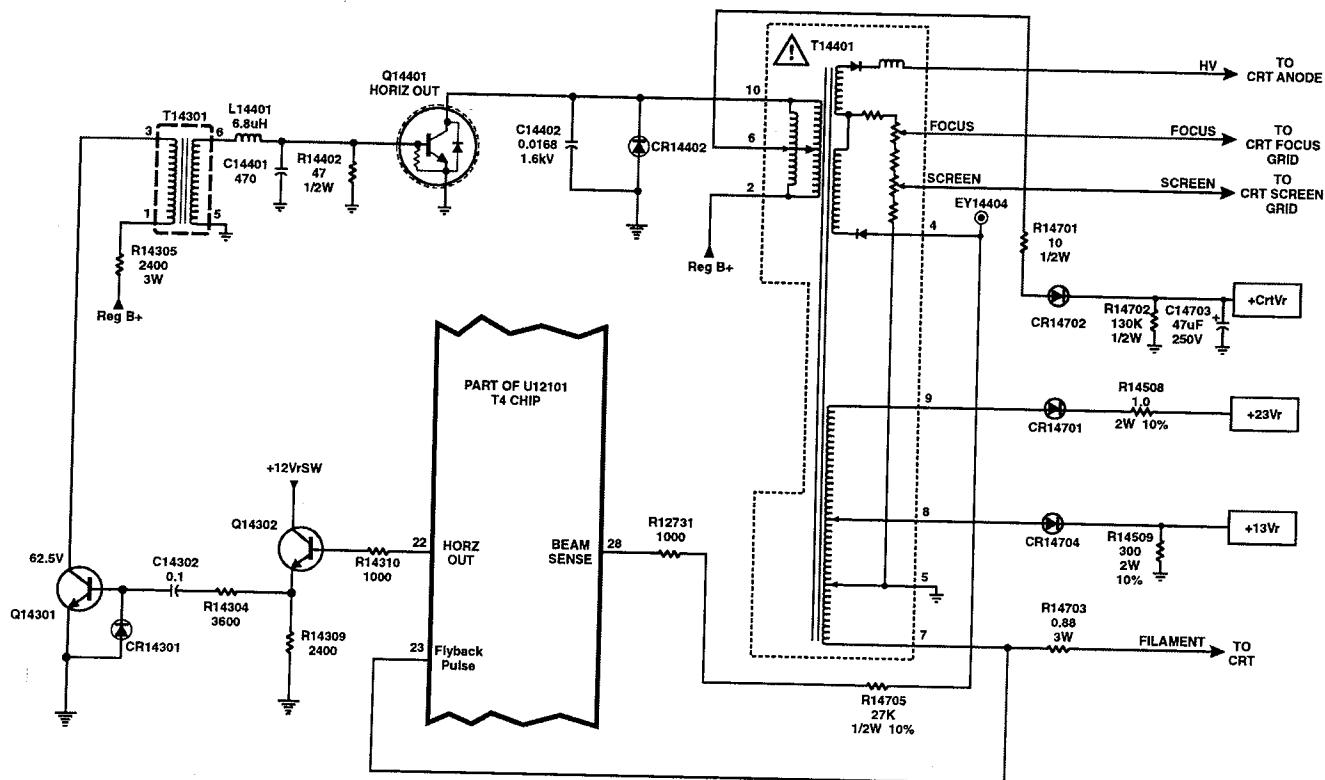 T14401
HV
TO
CRT ANODE
Q14401
HORIZ OUT
T14301
L14401
6.8uH
3
6
C14401
470
R14402
47
1/2W
1
5
R14305
2400
3W
Reg B+
C14402
0.0168
1.6kV
CR14402
10
6
2
Reg B+
FOCUS
FOCUS
TO
CRT FOCUS
GRID
SCREEN
SCREEN
TO
CRT SCREEN
GRID
EY14404
4
R14701
10
1/2W
CR14702
R14702
130K
1/2W
C14703
47uF
250V
+
+CrtVr
PART OF U12101
T4 CHIP
9
CR14701
R14508
1.0
2W 10%
+23Vr
+12VrSW
Q14302
22
HORZ
OUT
R14310
1000
BEAM
SENSE
28
R12731
1000
8
CR14704
R14509
300
2W
10%
+13Vr
62.5V
C14302
0.1
Q14301
R14304
3600
CR14301
R14309
2400
23
Flyback
Pulse
5
7
R14703
0.88
3W
FILAMENT
TO
CRT
R14705
27K
1/2W 10%